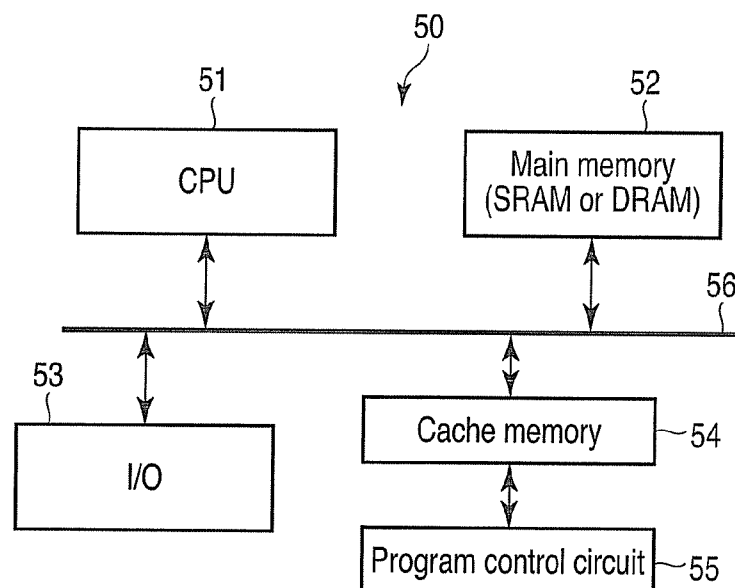 50
51
52
CPU
Main memory
(SRAM or DRAM)
56
53
I/O
Cache memory
54
Program control circuit
55